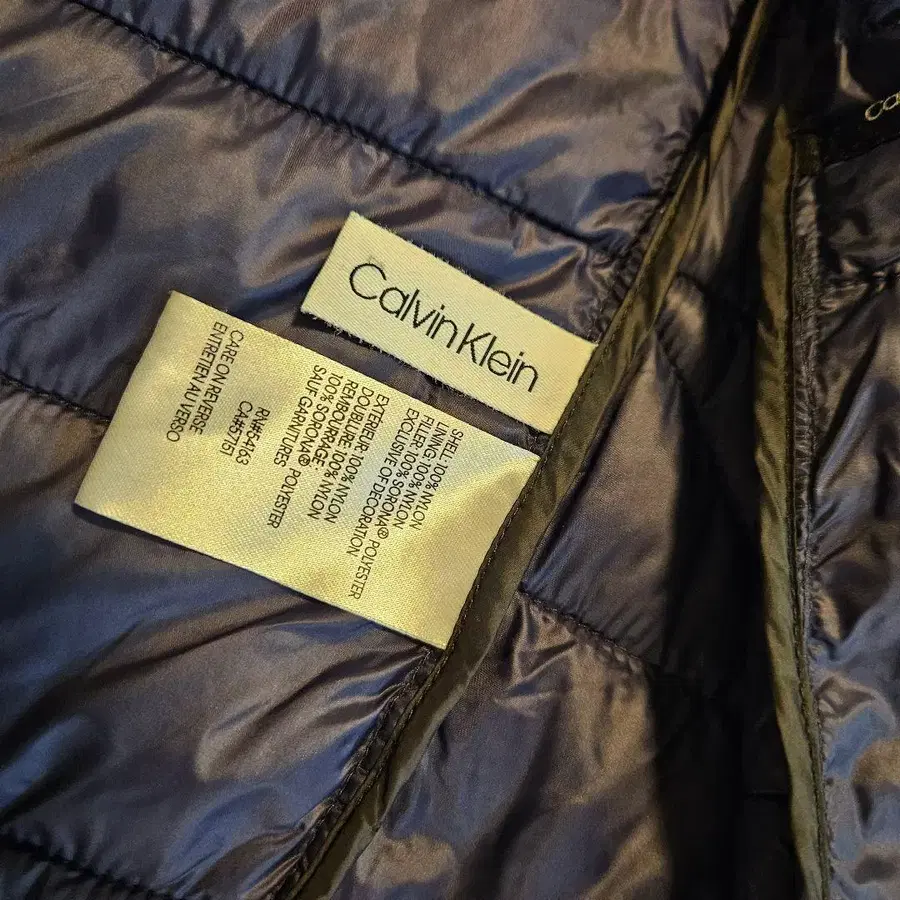 Calvin Klein
SHELL: 100% NYLON
LINING: 100% NYLON
FILLER: 100% SORONA® POLYESTER
EXCLUSIVE OF DECORATION
EXTÉRIEUR: 100% NYLON
DOUBLURE: 100% NYLON
REMBOURRAGE:
100% SORONA® POLYESTER
SAUF GARNITURES
RN#54163
CA#57151
CARE ON REVERSE
ENTRETIEN AU VERSO